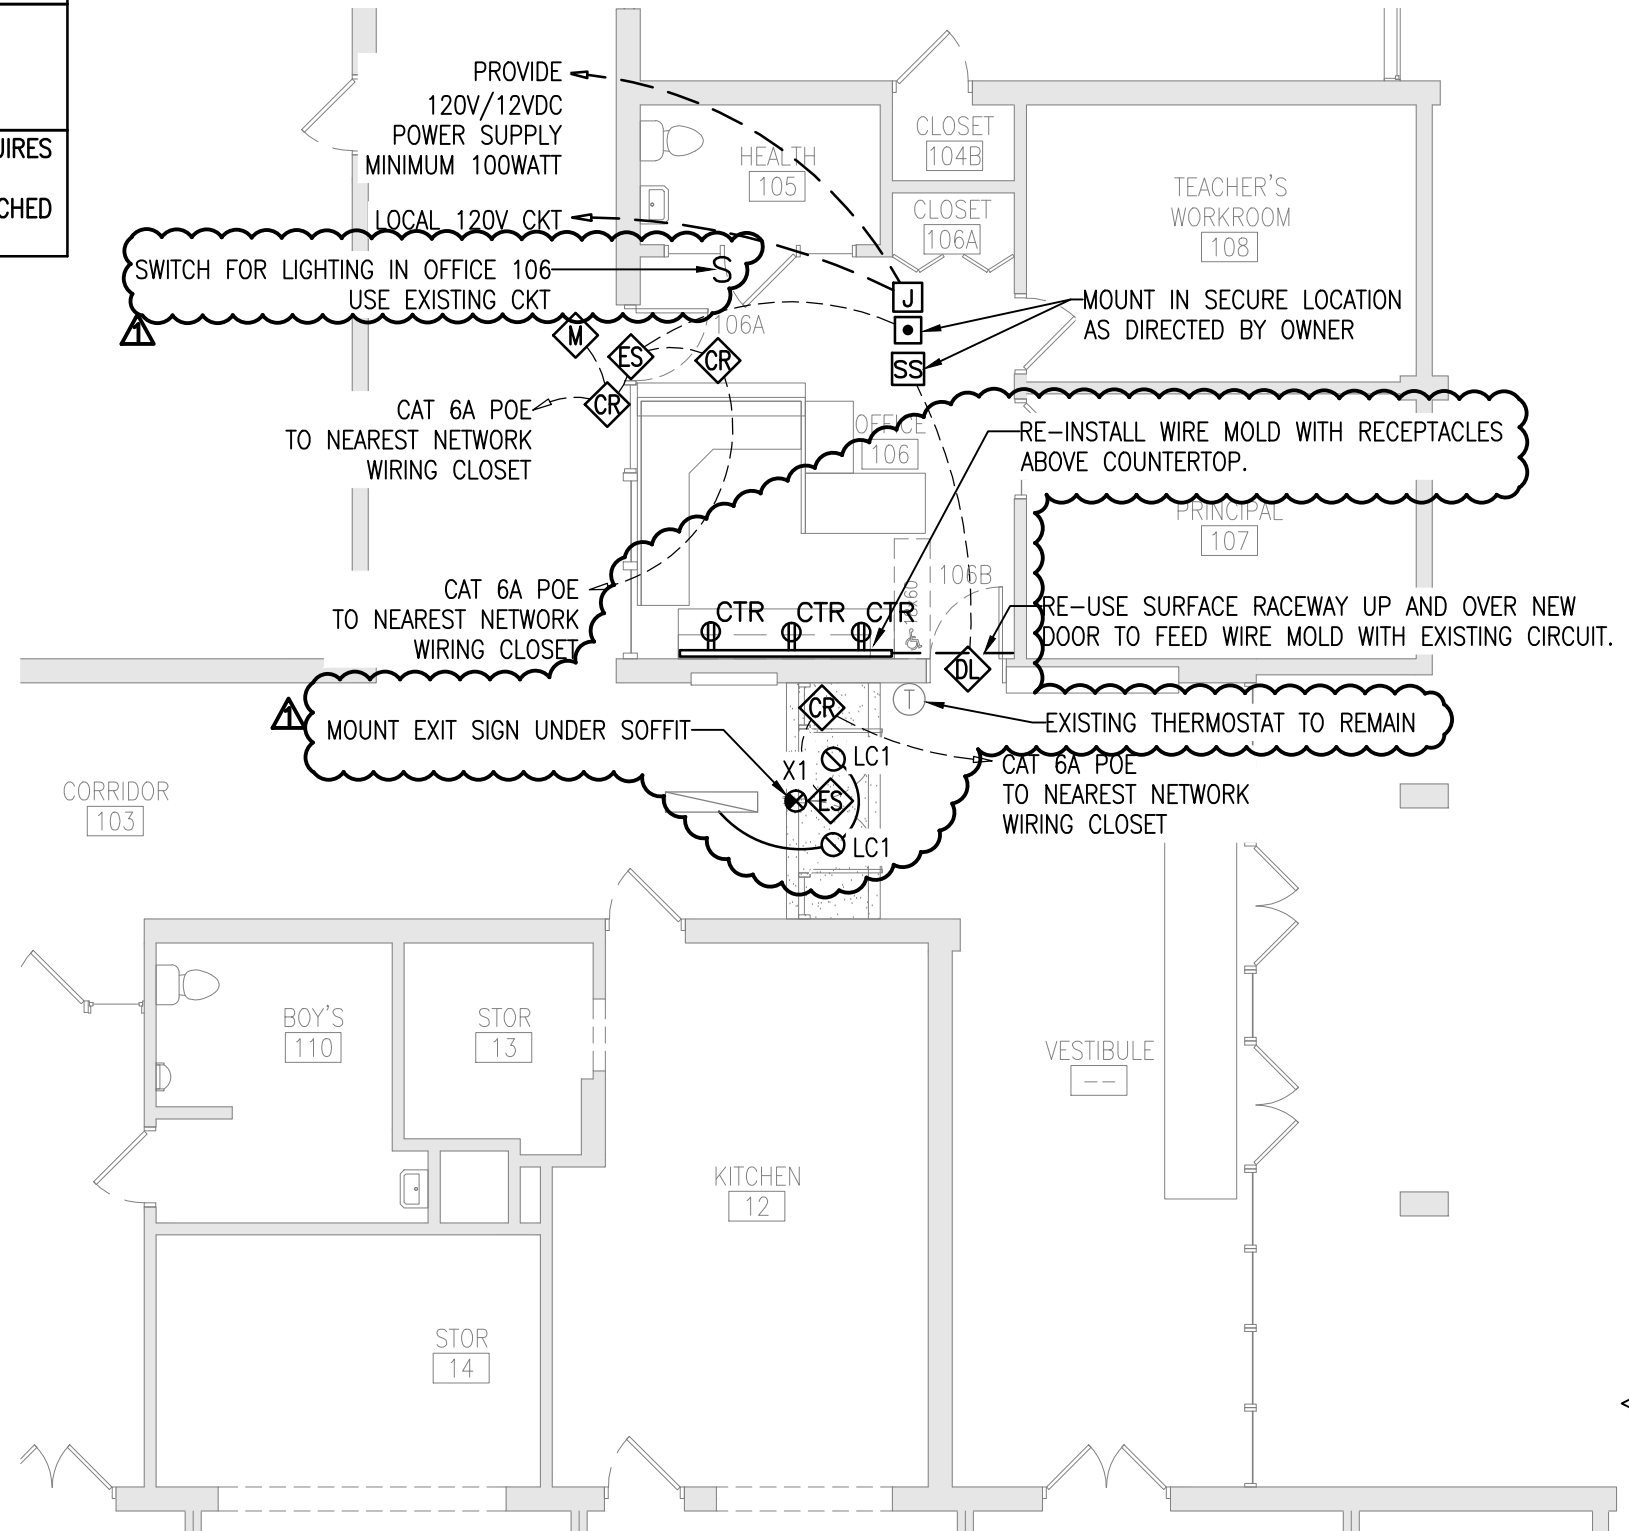 UIRES
CHED
PROVIDE
120V/12VDC
POWER SUPPLY
MINIMUM 100WATT
LOCAL 120V CKT
SWITCH FOR LIGHTING IN OFFICE 106
USE EXISTING CKT
S
1
HEALTH
105
CLOSET
104B
CLOSET
106A
TEACHER'S
WORKROOM
108
J
SS
MOUNT IN SECURE LOCATION
AS DIRECTED BY OWNER
106A
M
ES
CR
CR
CAT 6A POE
TO NEAREST NETWORK
WIRING CLOSET
OFFICE
106
RE-INSTALL WIRE MOLD WITH RECEPTACLES
ABOVE COUNTERTOP.
PRINCIPAL
107
CAT 6A POE
TO NEAREST NETWORK
WIRING CLOSET
106B
CTR
CTR
CTR
RE-USE SURFACE RACEWAY UP AND OVER NEW
DOOR TO FEED WIRE MOLD WITH EXISTING CIRCUIT.
DL
T
CR
EXISTING THERMOSTAT TO REMAIN
1
MOUNT EXIT SIGN UNDER SOFFIT
X1
LC1
ES
LC1
CAT 6A POE
TO NEAREST NETWORK
WIRING CLOSET
CORRIDOR
103
BOY'S
110
STOR
13
VESTIBULE
--
KITCHEN
12
STOR
14